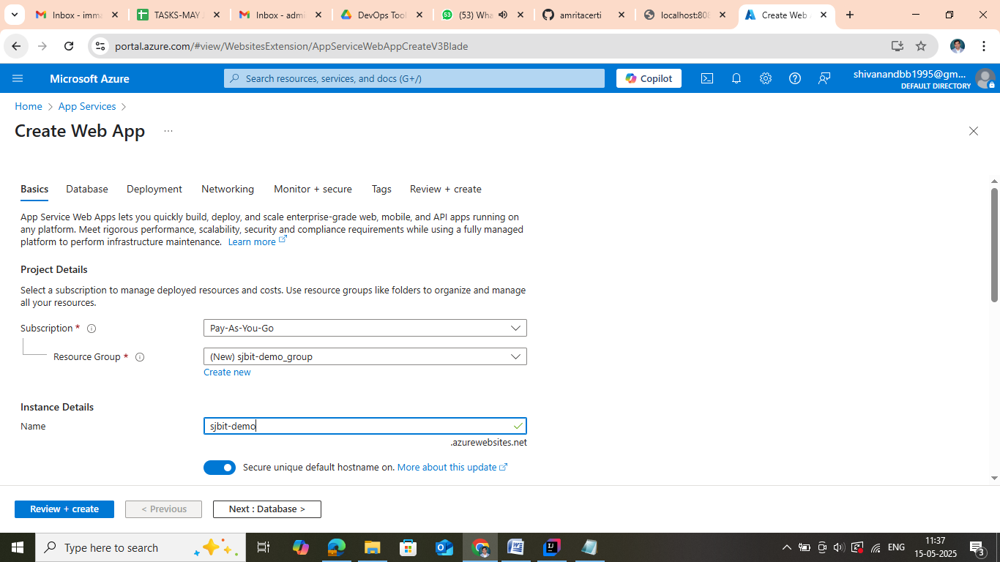 Inbox - imma
TASKS-MAY
Inbox - admi
DevOps Tool
(53) Wha
amritacerti
localhost:808
Create Web
portal.azure.com/#view/WebsitesExtension/AppServiceWebAppCreateV3Blade
Microsoft Azure
Search resources, services, and docs (G+/)
Copilot
shivanandbb1995@gm...
DEFAULT DIRECTORY
Home > App Services >
Create Web App ...
Basics Database Deployment Networking Monitor + secure Tags Review + create
App Service Web Apps lets you quickly build, deploy, and scale enterprise-grade web, mobile, and API apps running on
any platform. Meet rigorous performance, scalability, security and compliance requirements while using a fully managed
platform to perform infrastructure maintenance. Learn more
Project Details
Select a subscription to manage deployed resources and costs. Use resource groups like folders to organize and manage
all your resources.
Subscription * Pay-As-You-Go
Resource Group * (New) sjbit-demo_group
Create new
Instance Details
Name sjbit-demo
.azurewebsites.net
Secure unique default hostname on. More about this update
Review + create < Previous Next : Database >
Type here to search
ENG
11:37
15-05-2025
3